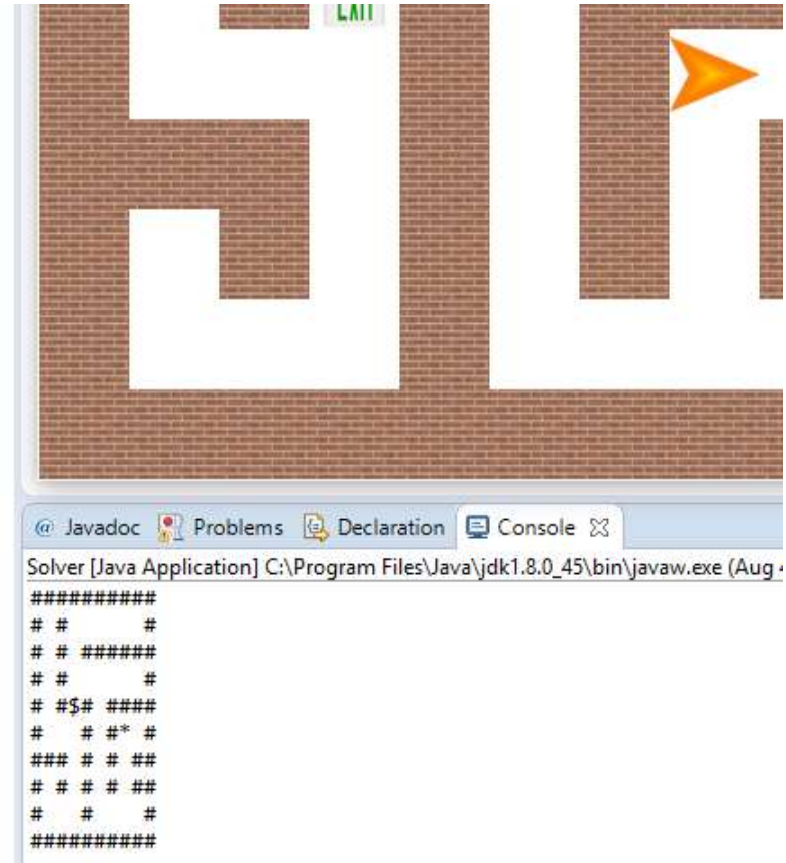 EXIT
@ Javadoc Problems Declaration Console
Solver [Java Application] C:\Program Files\Java\jdk1.8.0_45\bin\javaw.exe (Aug
##########
# #      #
# # ######
# #      #
# #$# ####
#   # #* #
### # # ##
# # # # ##
#   #    #
##########